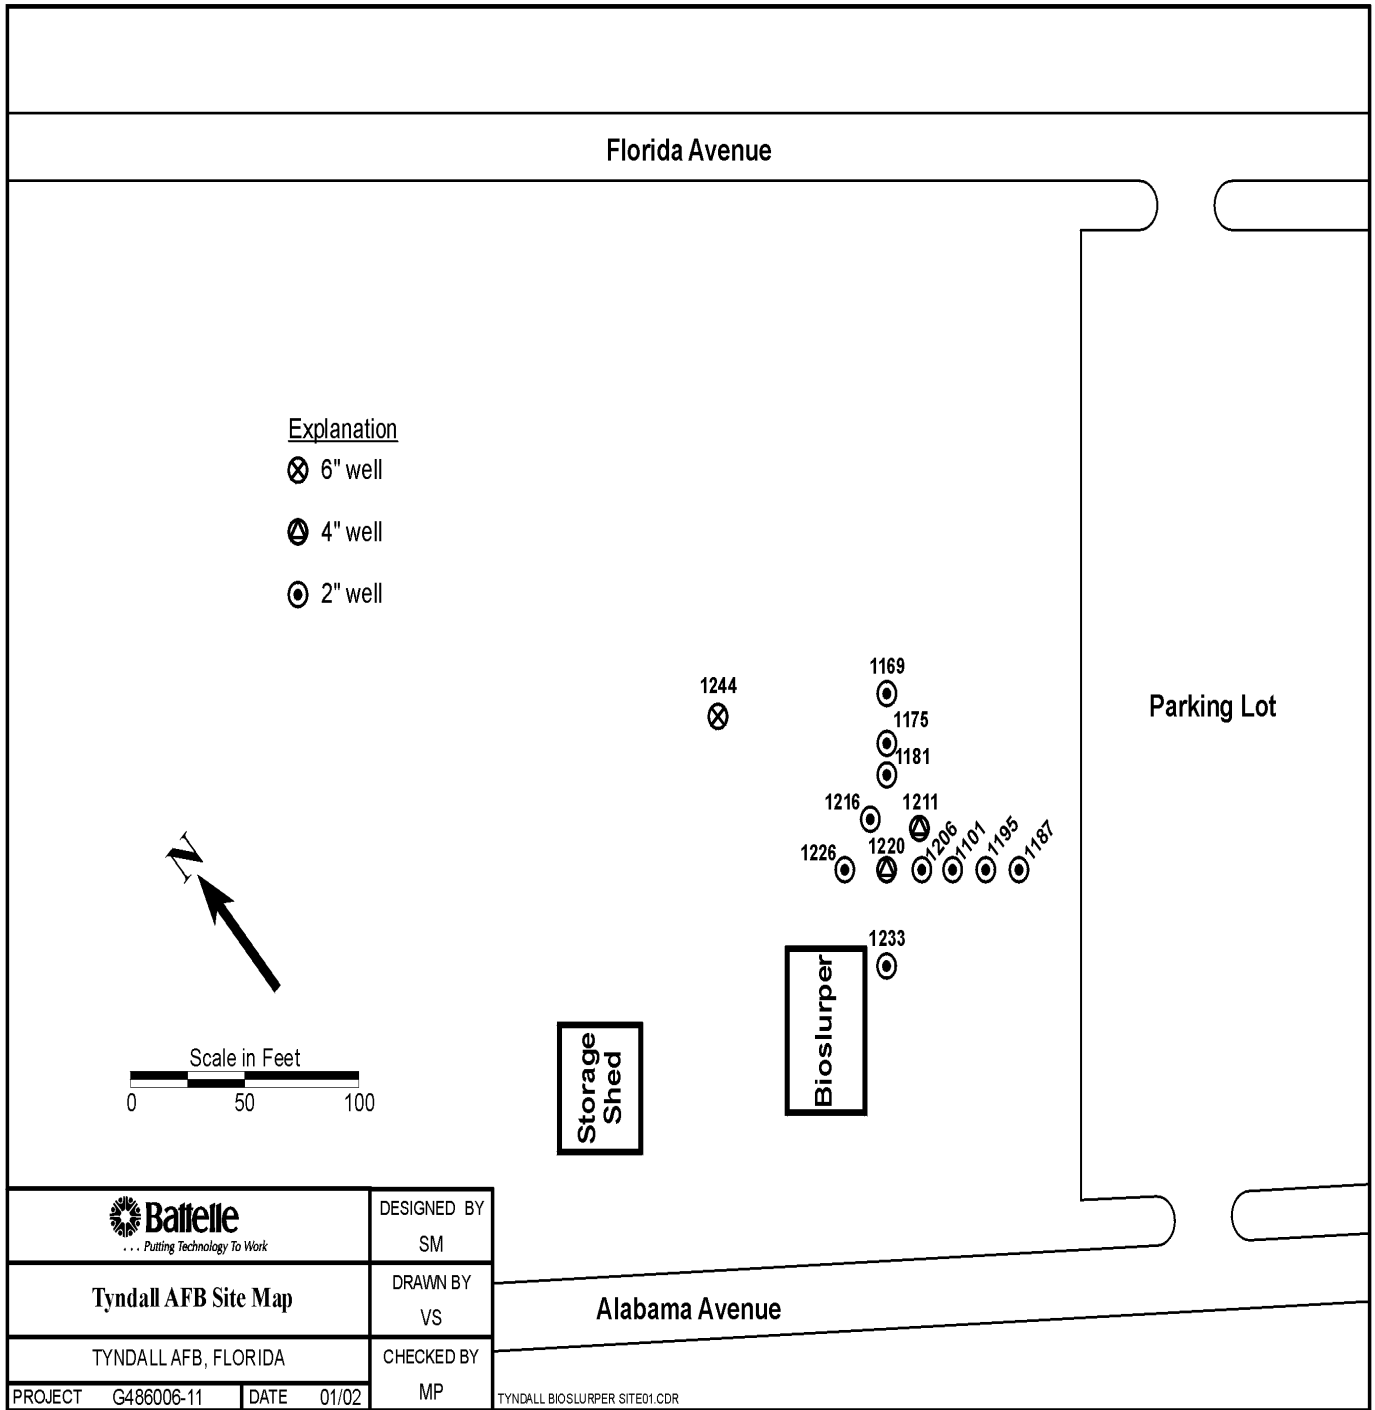 Florida Avenue
Explanation
6" well
4" well
2" well
1169
1244
1175
Parking Lot
1181
1216
1211
1206
1101
1195
1187
1226
1220
N
1233
Bioslurper
Storage
Shed
Scale in Feet
0 50 100
Battelle
. . . Putting Technology To Work
DESIGNED BY
SM
Tyndall AFB Site Map
DRAWN BY
VS
Alabama Avenue
TYNDALL AFB, FLORIDA
CHECKED BY
MP
PROJECT G486006-11 DATE 01/02
TYNDALL BIOSLURPER SITE01.CDR